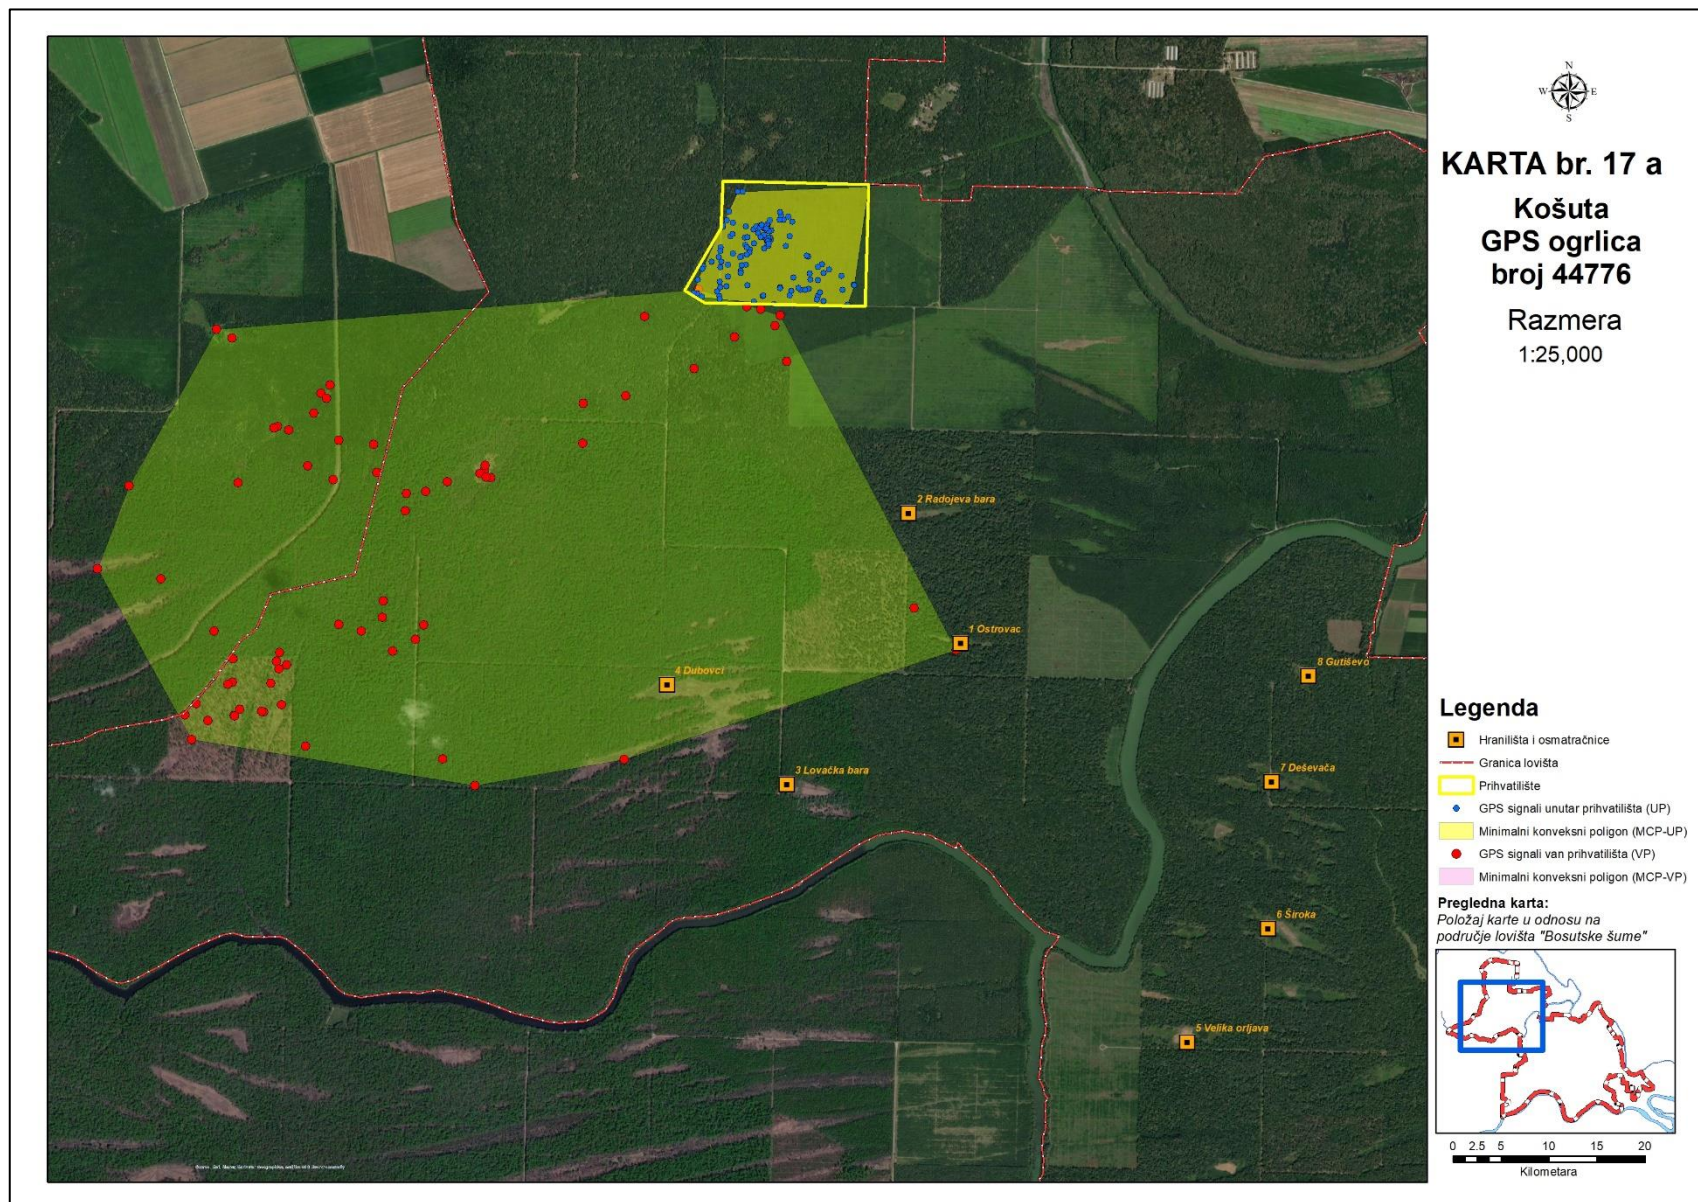 N
W E
S
KARTA br. 17 a
Košuta
GPS ogrlica
broj 44776
Razmera
1:25,000
2 Radojeva bara
1 Ostrovac
4 Dubovci
8 Gutiševo
3 Lovačka bara
7 Deševača
6 Široka
5 Velika orljava
Legenda
Hranilišta i osmatračnice
Granica lovišta
Prihvatilište
GPS signali unutar prihvatilišta (UP)
Minimalni konveksni poligon (MCP-UP)
GPS signali van prihvatilišta (VP)
Minimalni konveksni poligon (MCP-VP)
Pregledna karta:
Položaj karte u odnosu na
područje lovišta "Bosutske šume"
0 2.5 5 10 15 20
Kilometara